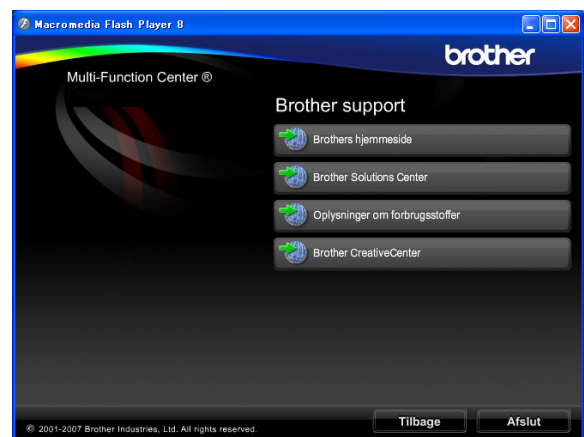 Macromedia Flash Player 8
brother
Multi-Function Center ®
Brother support
Brothers hjemmeside
Brother Solutions Center
Oplysninger om forbrugsstoffer
Brother CreativeCenter
© 2001-2007 Brother Industries, Ltd. All rights reserved.
Tilbage
Afslut